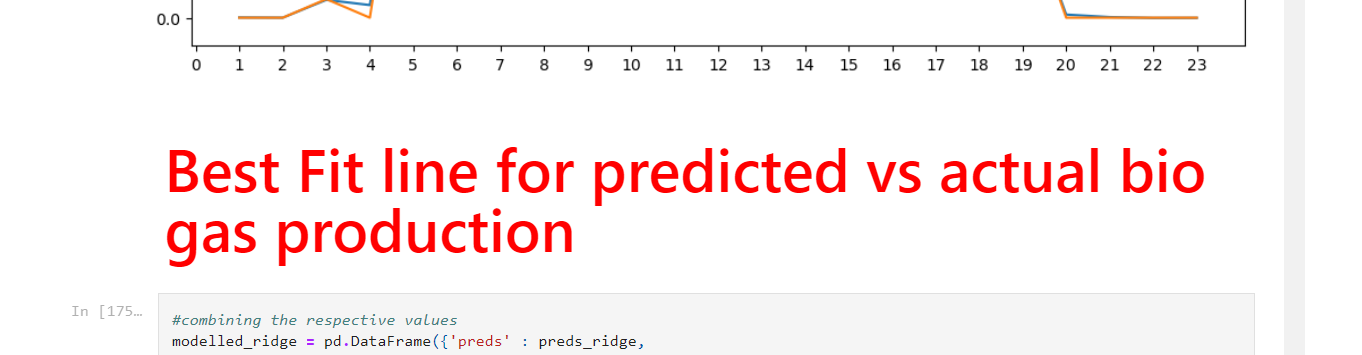 0.0
0 1 2 3 4 5 6 7 8 9 10 11 12 13 14 15 16 17 18 19 20 21 22 23
Best Fit line for predicted vs actual bio
gas production
In [175…
#combining the respective values
modelled_ridge = pd.DataFrame({'preds' : preds_ridge,